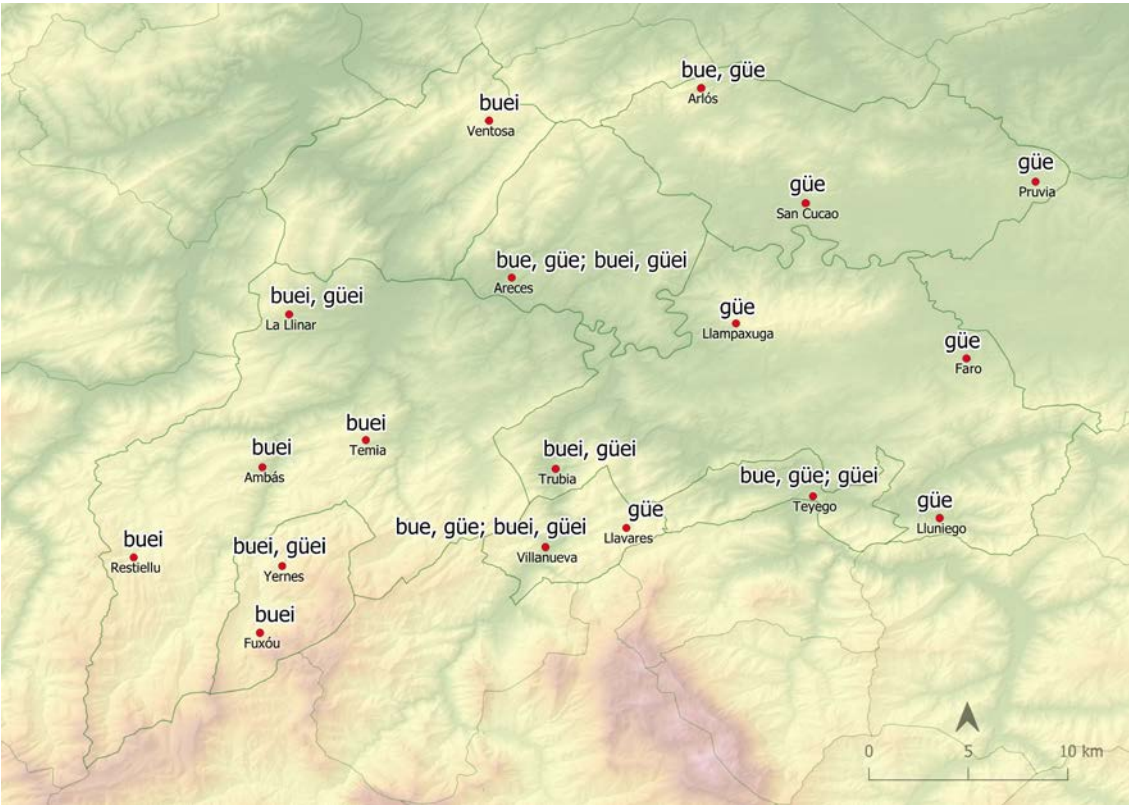 bue, güe
Arlós
buei
Ventosa
güe
Pruvia
güe
San Cucao
bue, güe; buei, güei
Areces
buei, güei
La Llinar
güe
Llampaxuga
güe
Faro
buei
Temia
buei
Ambás
buei, güei
Trubia
bue, güe; güei
Teyego
güe
Lluniego
güe
Llavares
bue, güe; buei, güei
Villanueva
buei
Restiellu
buei, güei
Yernes
buei
Fuxóu
0 5 10 km